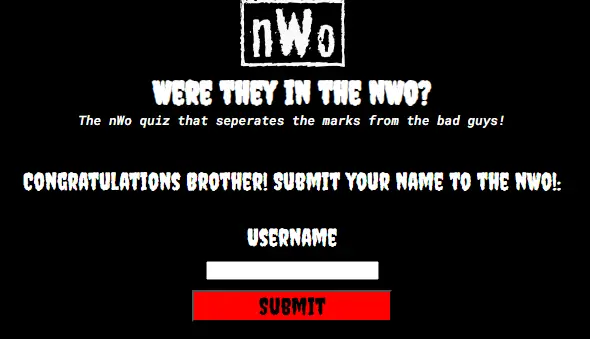 nWo
WERE THEY IN THE NWO?
The nWo quiz that seperates the marks from the bad guys!
CONGRATULATIONS BROTHER! SUBMIT YOUR NAME TO THE NWO!:
USERNAME
SUBMIT